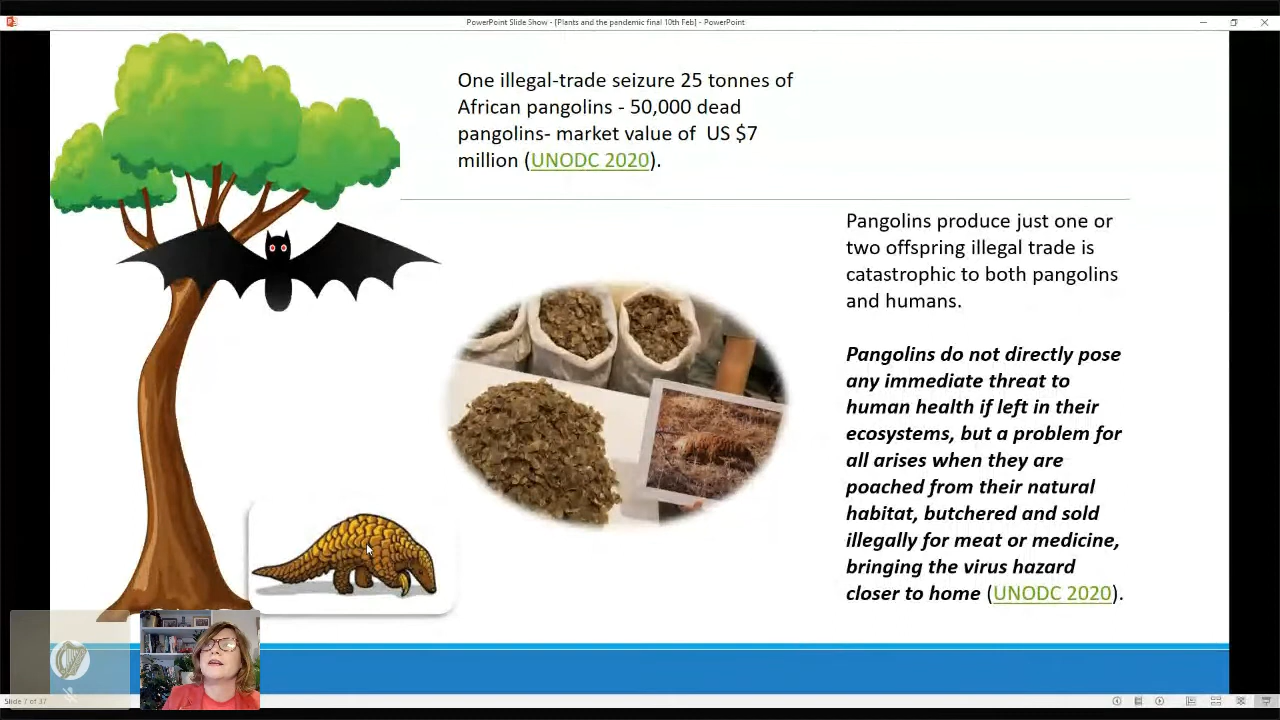 PowerPoint Slide Show - [Plants and the pandemic final 10th Feb] - PowerPoint
One illegal-trade seizure 25 tonnes of
African pangolins - 50,000 dead
pangolins- market value of  US $7
million (UNODC 2020).
Pangolins produce just one or
two offspring illegal trade is
catastrophic to both pangolins
and humans.
Pangolins do not directly pose
any immediate threat to
human health if left in their
ecosystems, but a problem for
all arises when they are
poached from their natural
habitat, butchered and sold
illegally for meat or medicine,
bringing the virus hazard
closer to home (UNODC 2020).
Slide 7 of 37